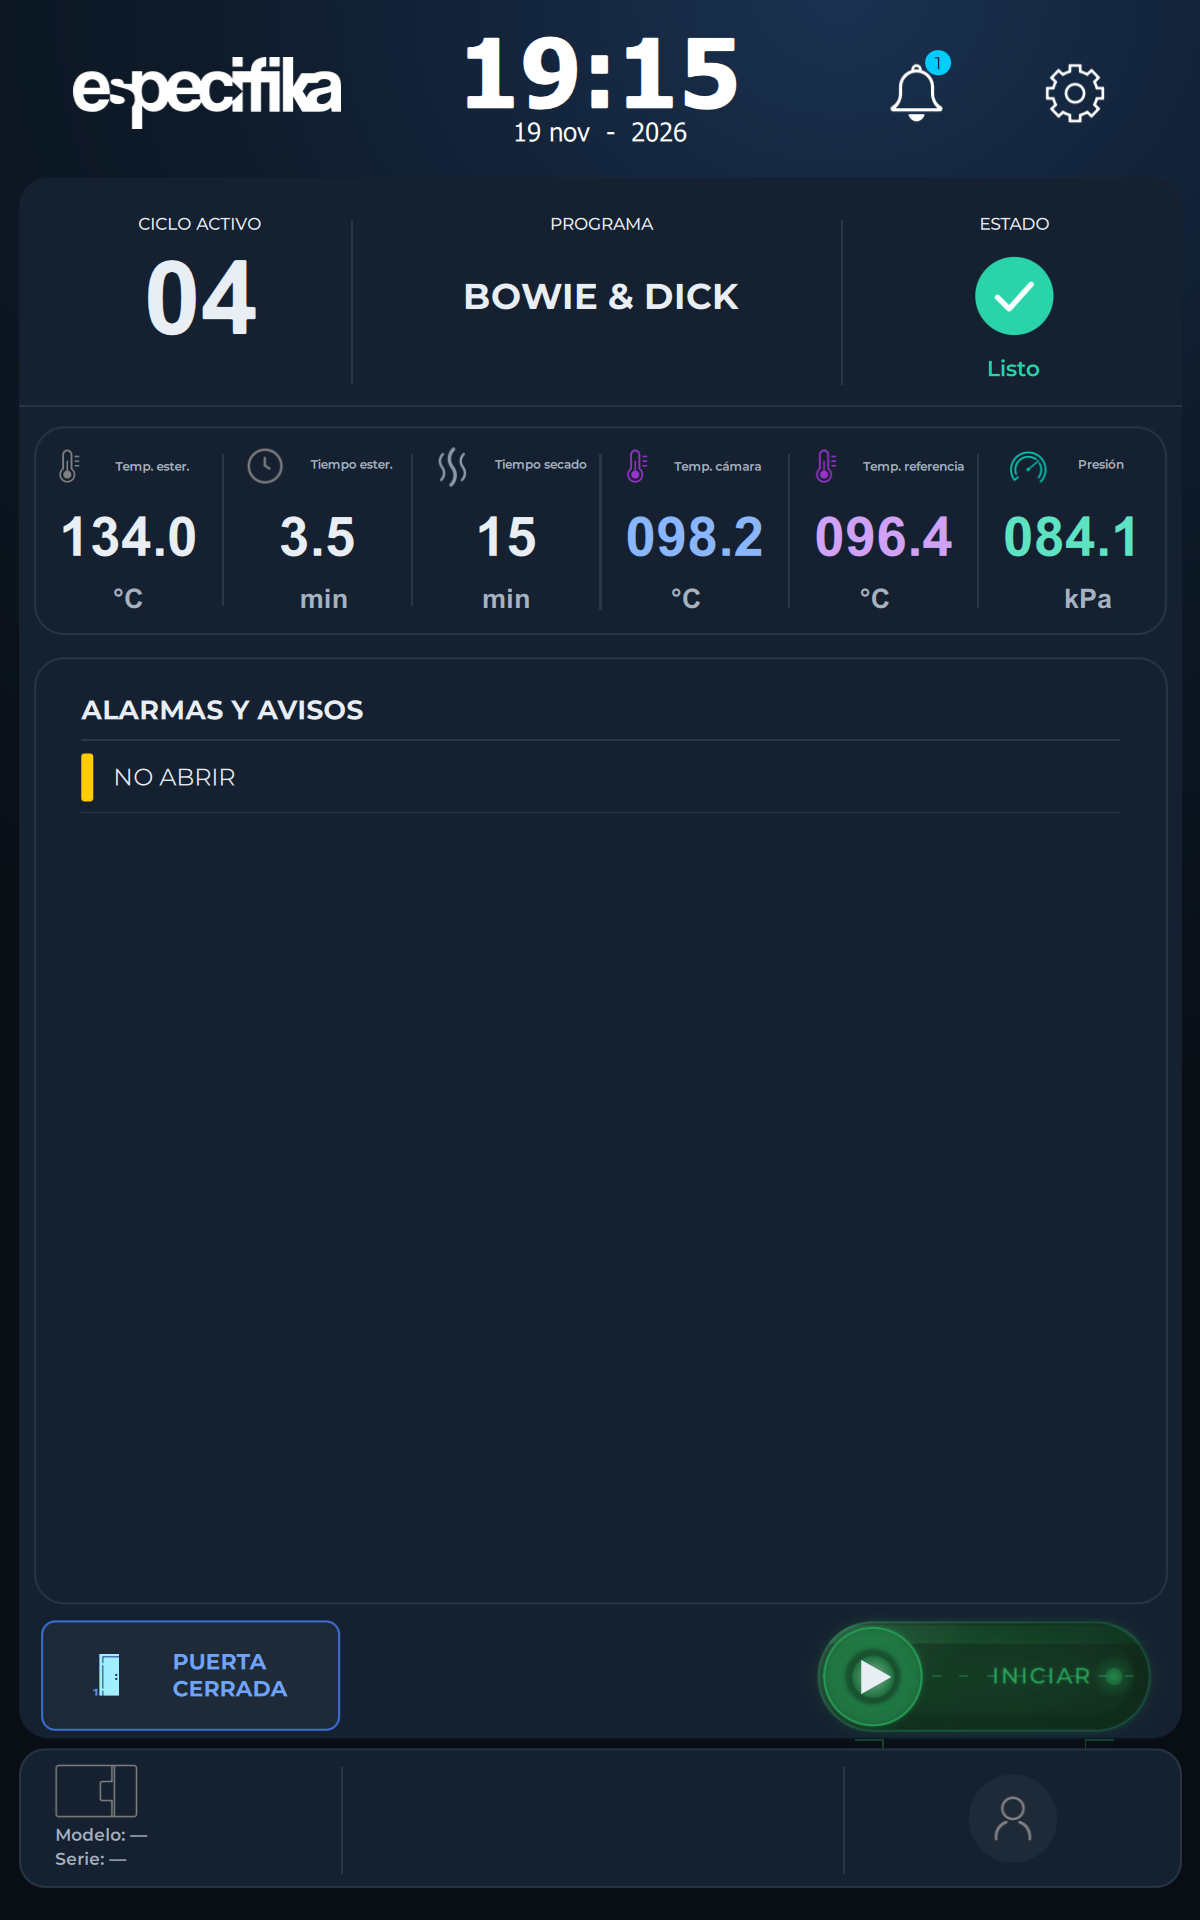 especifika
19:15
19 nov - 2026
1
CICLO ACTIVO
PROGRAMA
ESTADO
04
BOWIE & DICK
Listo
Temp. ester.
Tiempo ester.
Tiempo secado
Temp. cámara
Temp. referencia
Presión
134.0
3.5
15
098.2
096.4
084.1
°C
min
min
°C
°C
kPa
ALARMAS Y AVISOS
NO ABRIR
PUERTA
CERRADA
INICIAR
Modelo: —
Serie: —